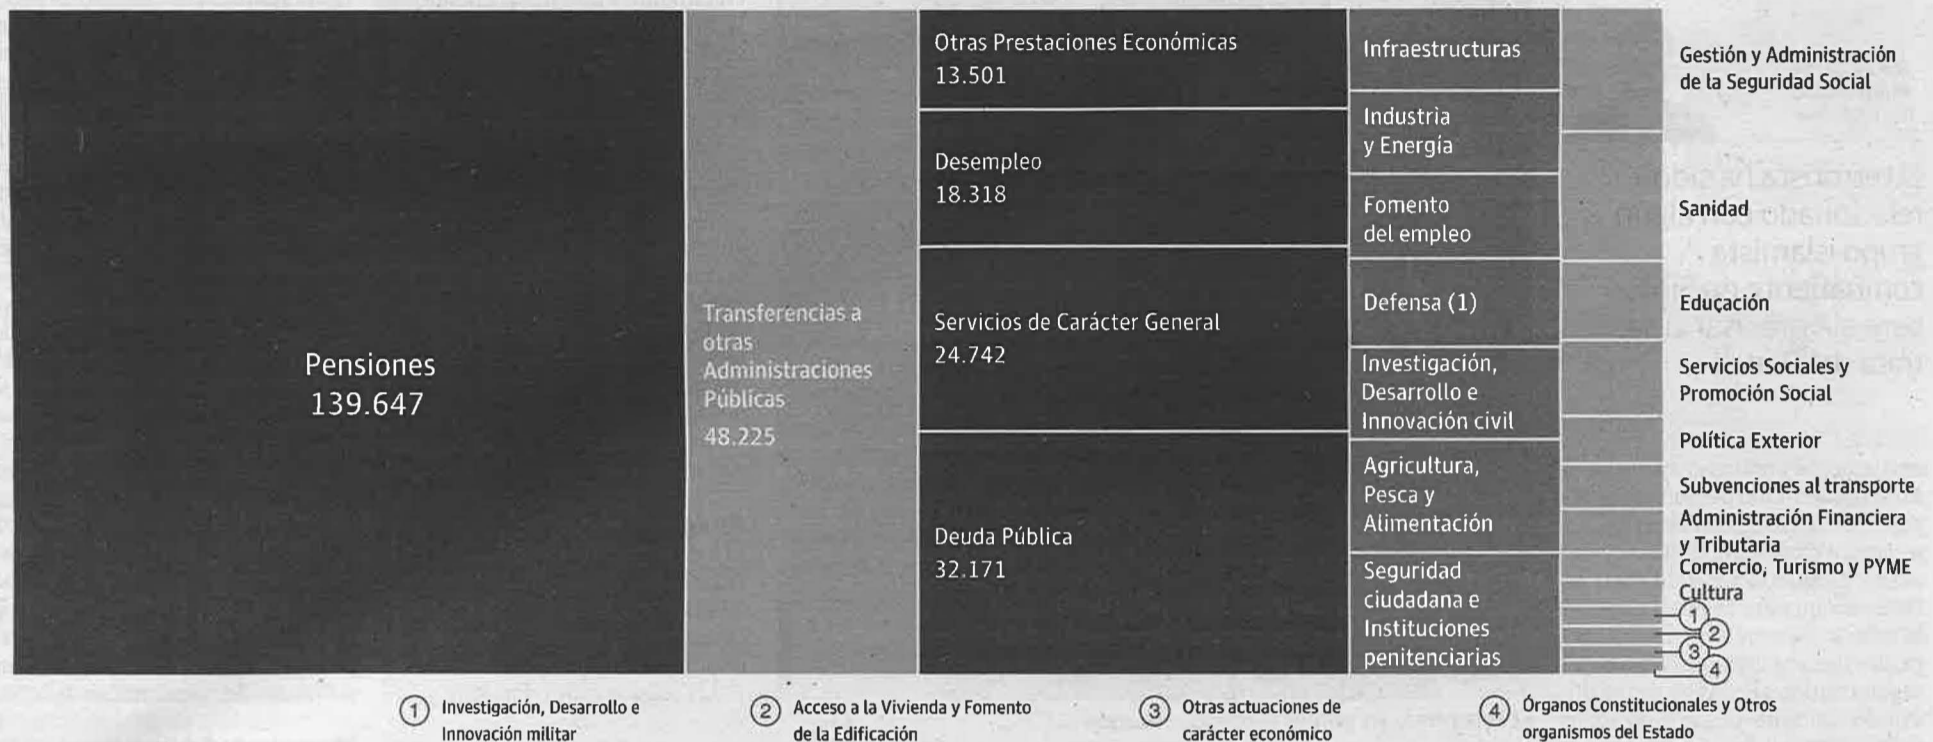 Pensiones
139.647
Transferencias a
otras
Administraciones
Públicas
48.225
Otras Prestaciones Económicas
13.501
Desempleo
18.318
Servicios de Carácter General
24.742
Deuda Pública
32.171
Infraestructuras
Industria
y Energía
Fomento
del empleo
Defensa (1)
Investigación,
Desarrollo e
Innovación civil
Agricultura,
Pesca y
Alimentación
Seguridad
ciudadana e
Instituciones
penitenciarias
Gestión y Administración
de la Seguridad Social
Sanidad
Educación
Servicios Sociales y
Promoción Social
Política Exterior
Subvenciones al transporte
Administración Financiera
y Tributaria
Comercio, Turismo y PYME
Cultura
1
2
3
4
1 Investigación, Desarrollo e
Innovación militar
2 Acceso a la Vivienda y Fomento
de la Edificación
3 Otras actuaciones de
carácter económico
4 Órganos Constitucionales y Otros
organismos del Estado